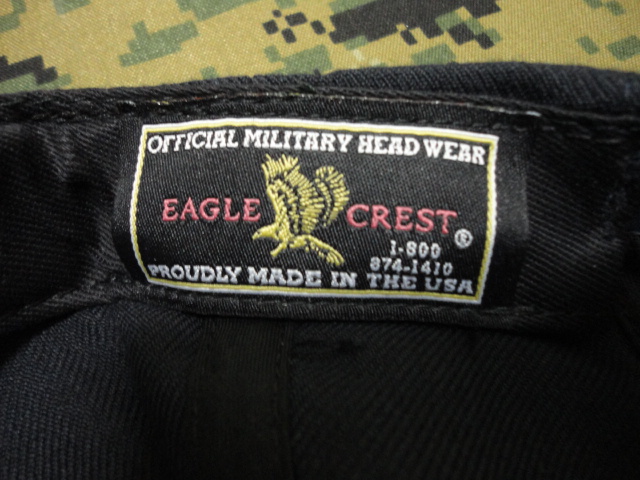 OFFICIAL MILITARY HEAD WEAR
EAGLE CREST®
1-800
874-1410
PROUDLY MADE IN THE USA